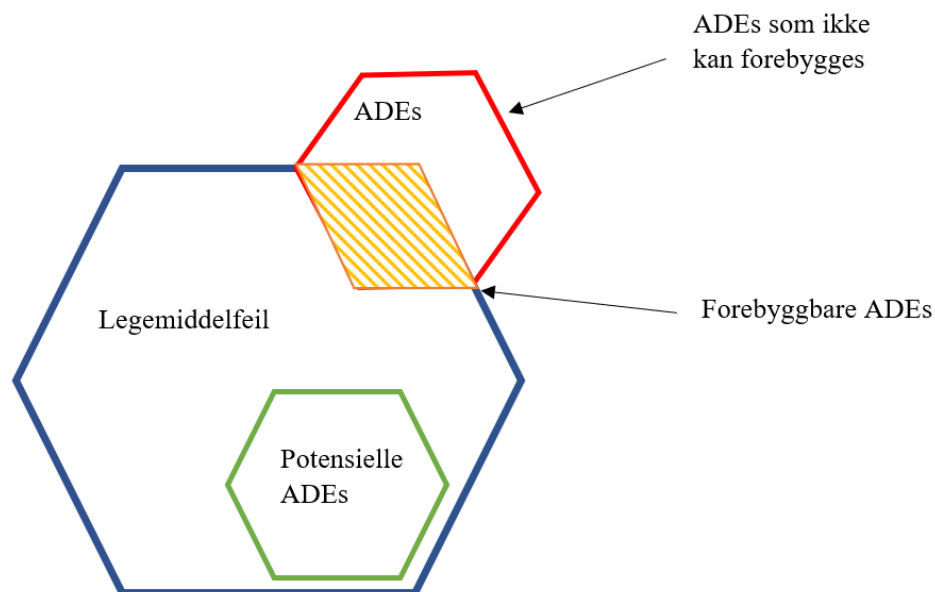 ADEs som ikke
kan forebygges
ADEs
Forebyggbare ADEs
Legemiddelfeil
Potensielle
ADEs